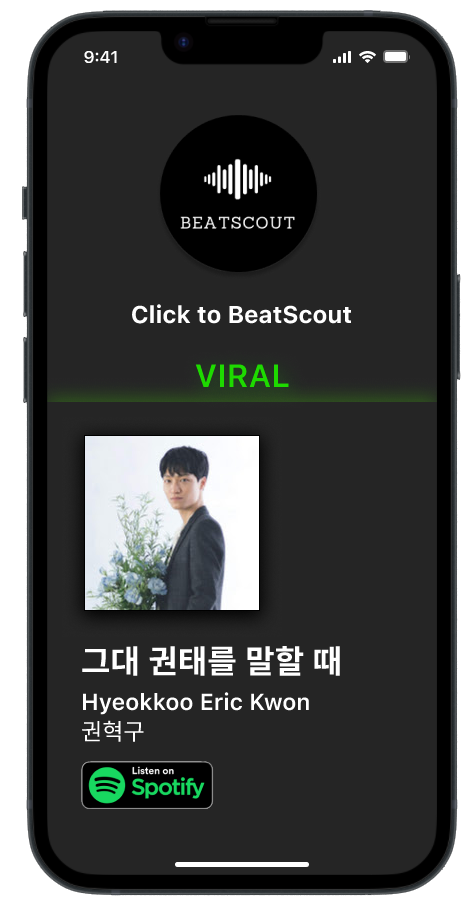 9:41
BEATSCOUT
Click to BeatScout
VIRAL
그대 권태를 말할 때
Hyeokkoo Eric Kwon
권혁구
Listen on
Spotify